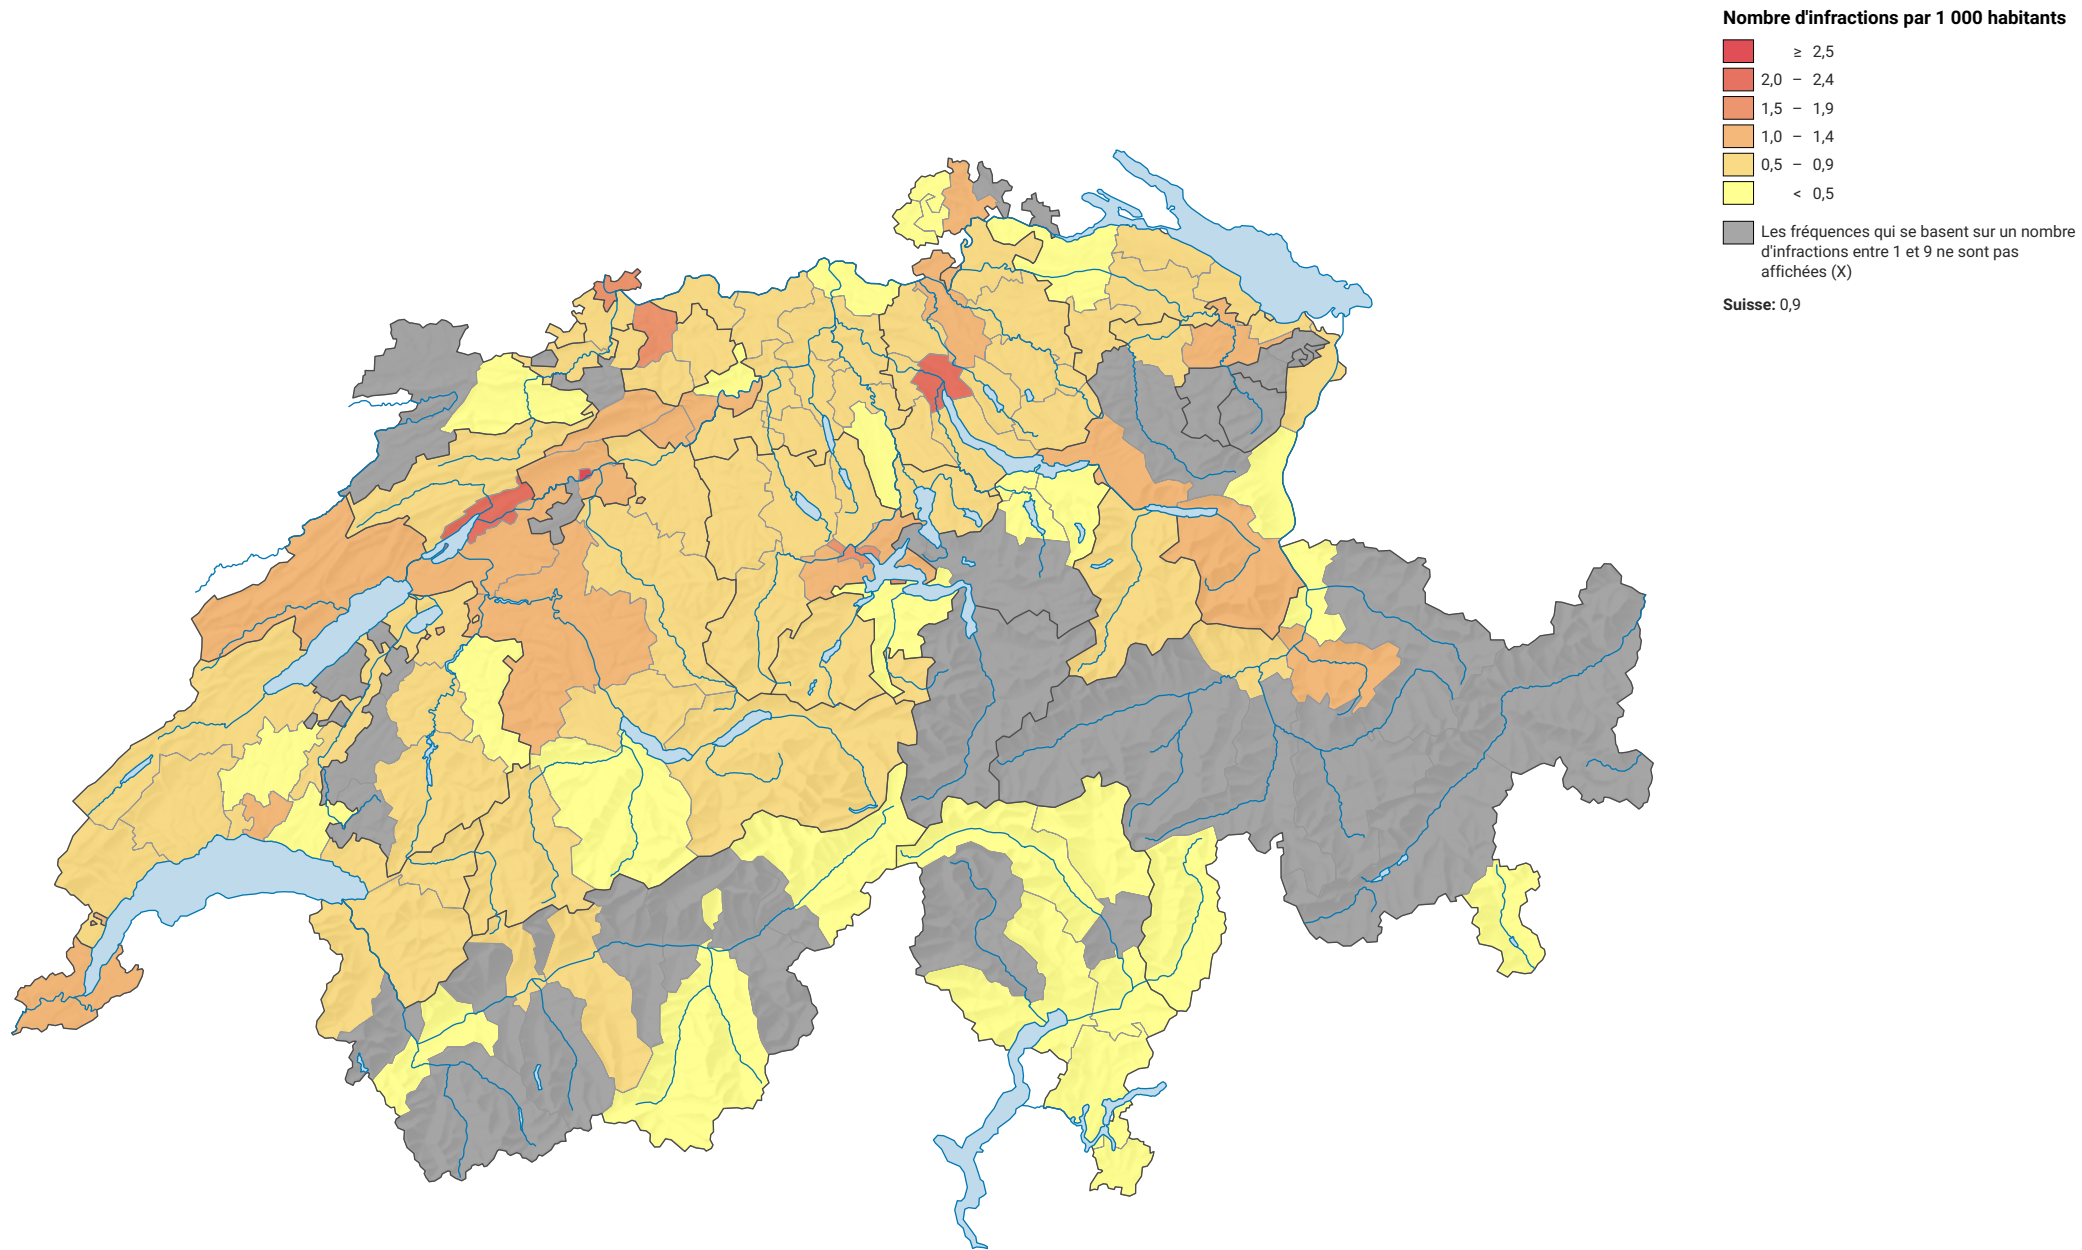 Nombre d'infractions par 1 000 habitants
≥ 2,5
2,0 – 2,4
1,5 – 1,9
1,0 – 1,4
0,5 – 0,9
< 0,5
Les fréquences qui se basent sur un nombre
d'infractions entre 1 et 9 ne sont pas
affichées (X)
Suisse: 0,9